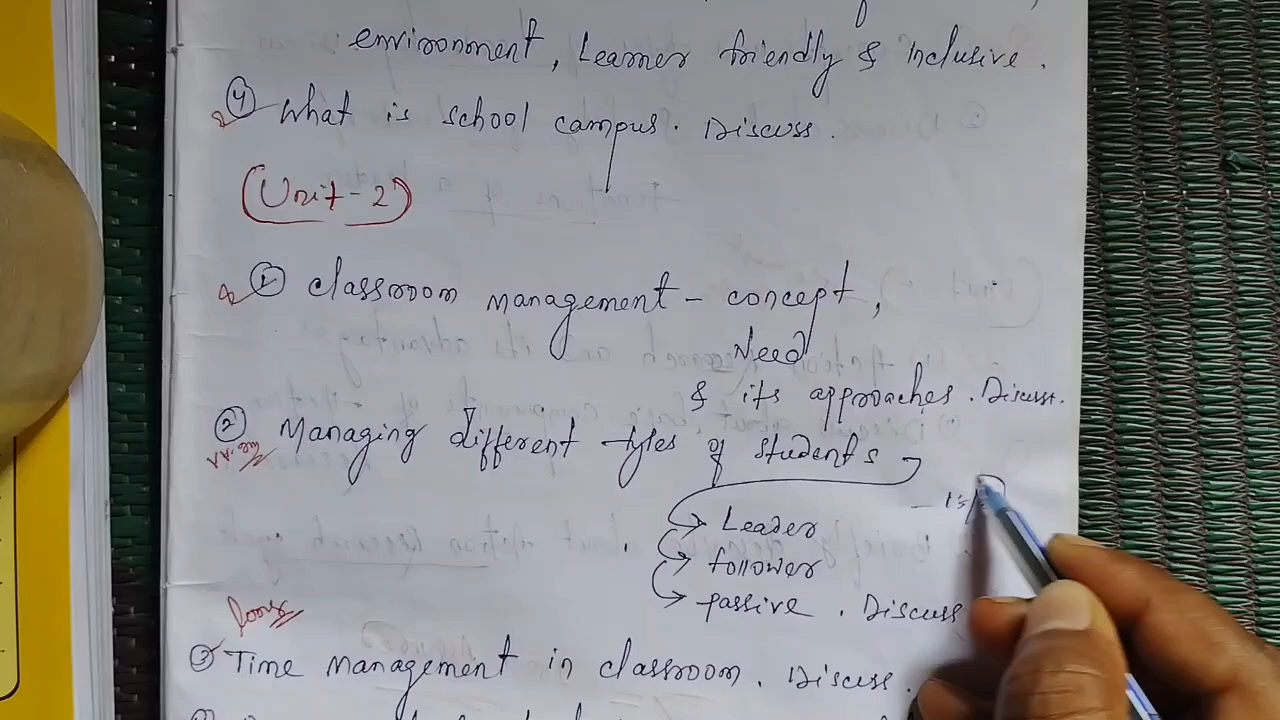 environment, Learner friendly & inclusive.
④ What is school campus. Discuss.
(Unit-2)
① Classroom management - concept,
Need
& its approaches. Discuss.
② Managing different types of students
→ Leader
→ follower
→ passive. Discuss
③ Time management in classroom. Discuss.